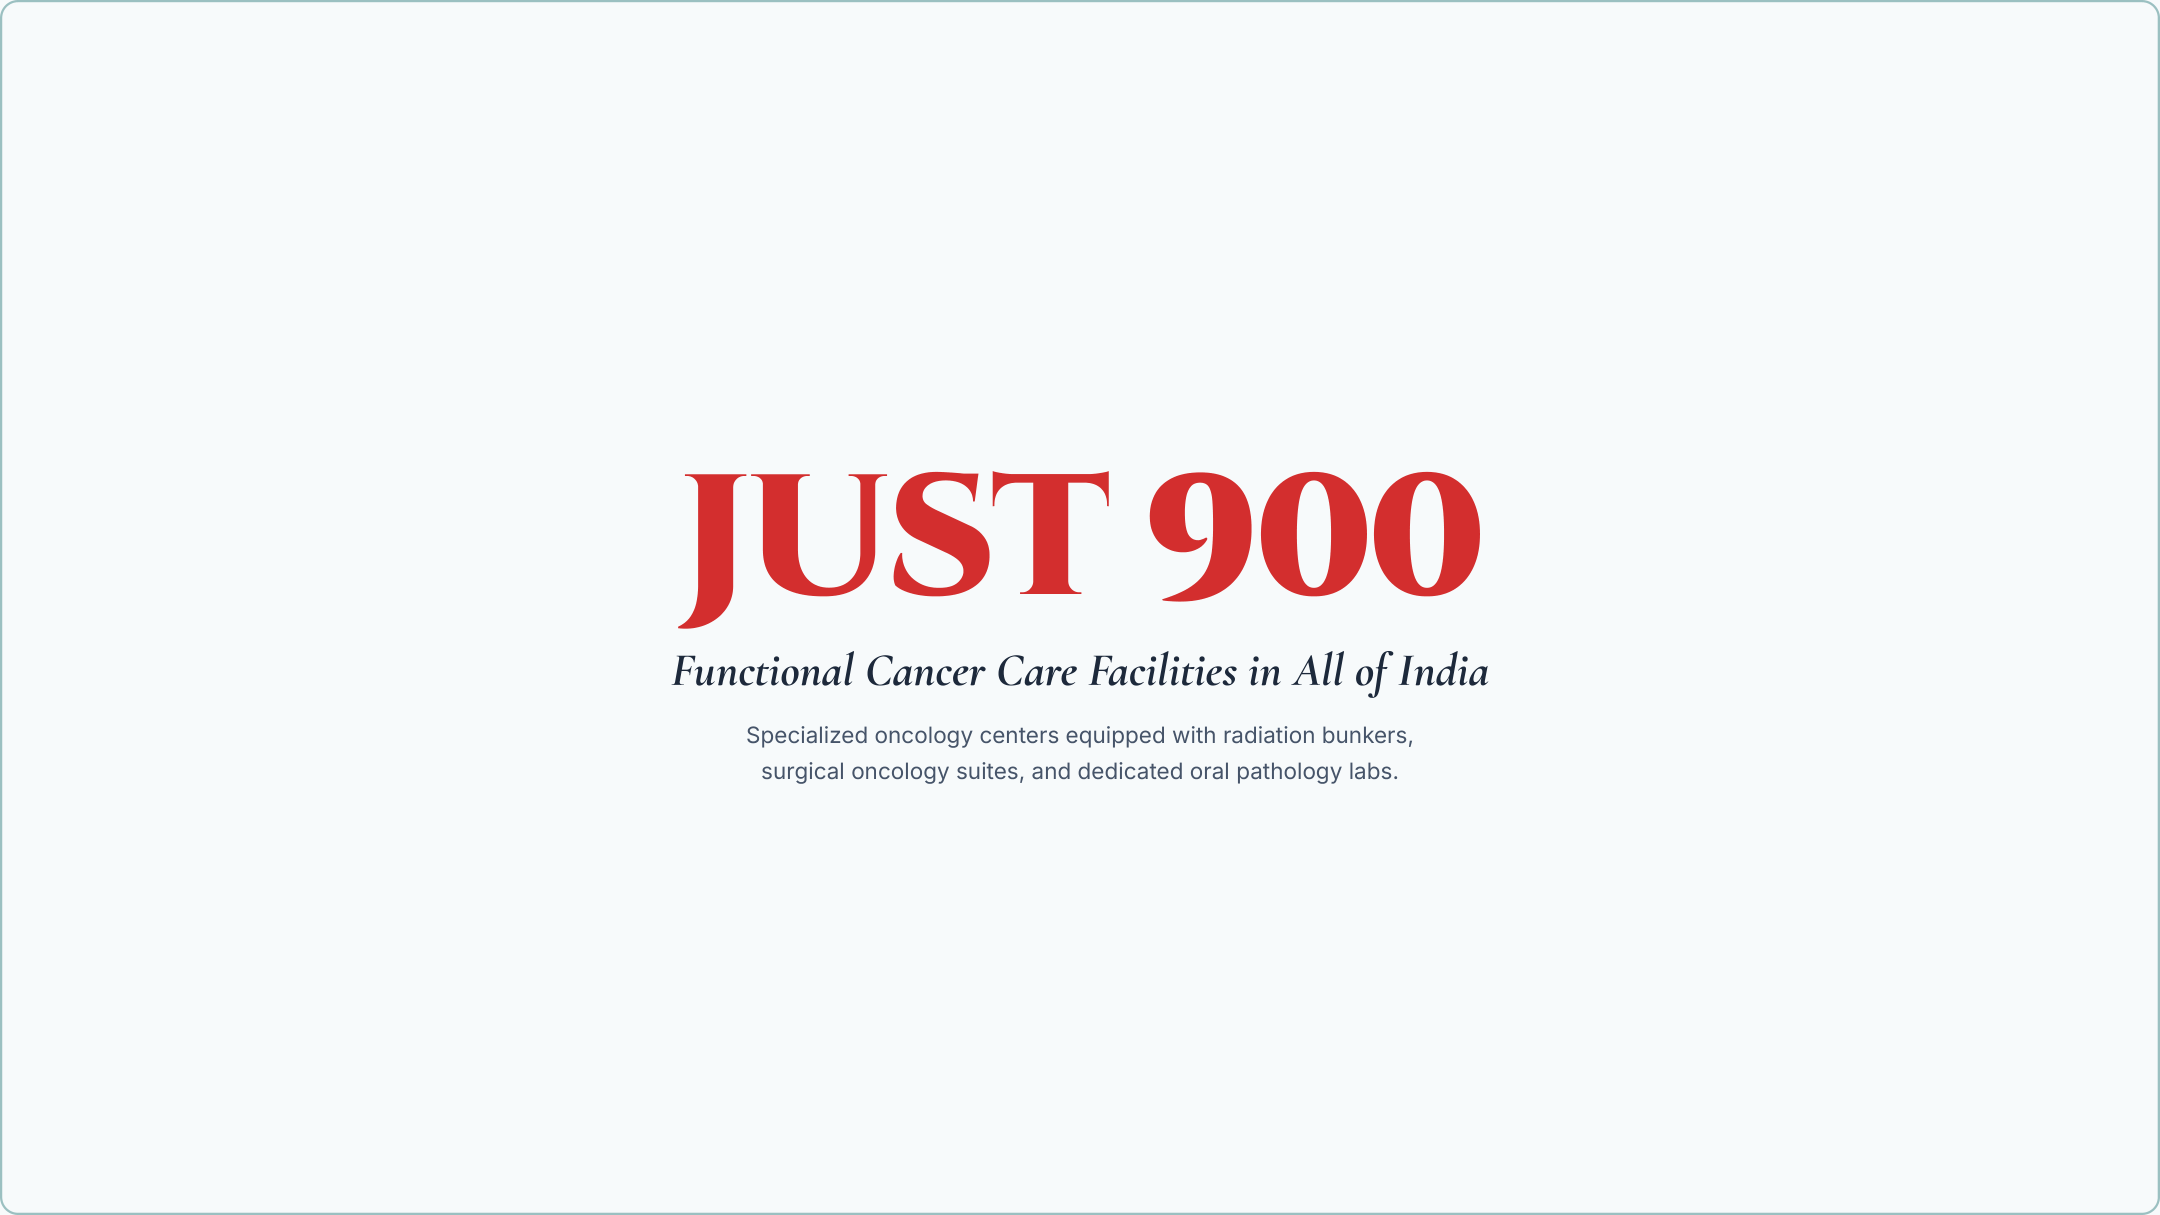 JUST 900
Functional Cancer Care Facilities in All of India
Specialized oncology centers equipped with radiation bunkers,
surgical oncology suites, and dedicated oral pathology labs.